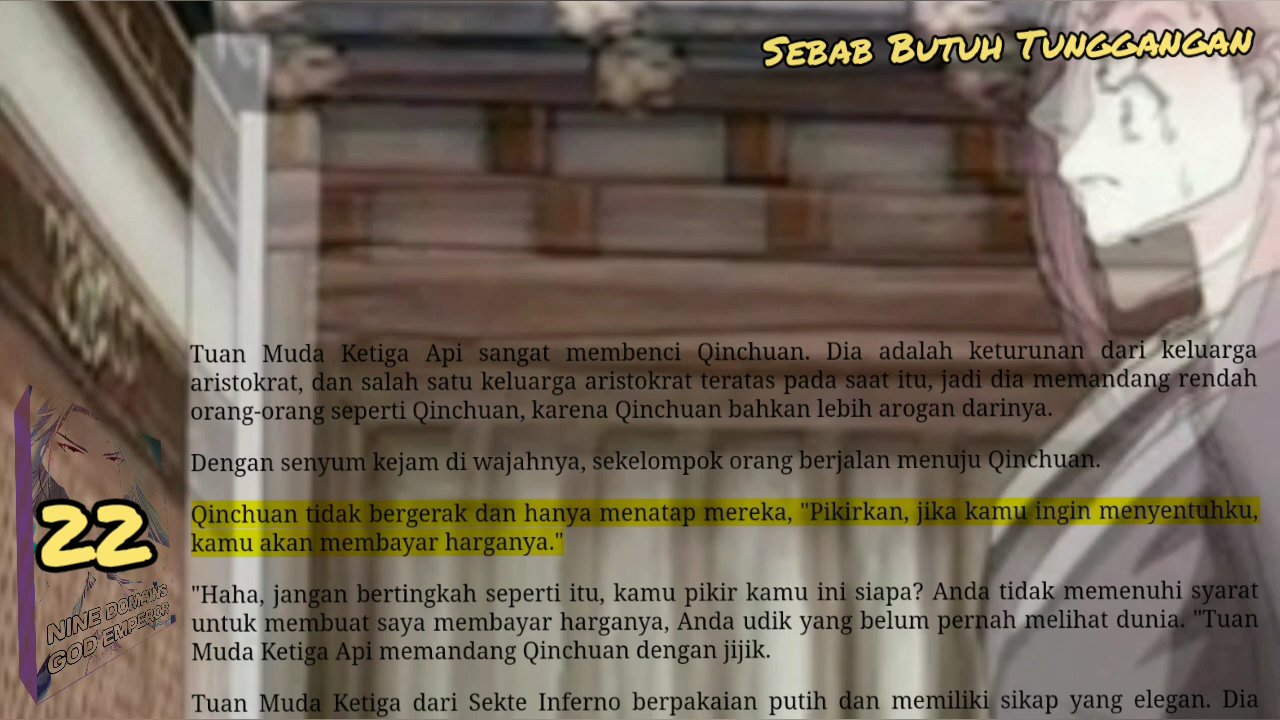 Sebab Butuh Tunggangan
Tuan Muda Ketiga Api sangat membenci Qinchuan. Dia adalah keturunan dari keluarga
aristokrat, dan salah satu keluarga aristokrat teratas pada saat itu, jadi dia memandang rendah
orang-orang seperti Qinchuan, karena Qinchuan bahkan lebih arogan darinya.
Dengan senyum kejam di wajahnya, sekelompok orang berjalan menuju Qinchuan.
Qinchuan tidak bergerak dan hanya menatap mereka, "Pikirkan, jika kamu ingin menyentuhku,
kamu akan membayar harganya."
"Haha, jangan bertingkah seperti itu, kamu pikir kamu ini siapa? Anda tidak memenuhi syarat
untuk membuat saya membayar harganya, Anda udik yang belum pernah melihat dunia. "Tuan
Muda Ketiga Api memandang Qinchuan dengan jijik.
Tuan Muda Ketiga dari Sekte Inferno berpakaian putih dan memiliki sikap yang elegan. Dia
22
NINE DOMAINS
GOD EMPEROR